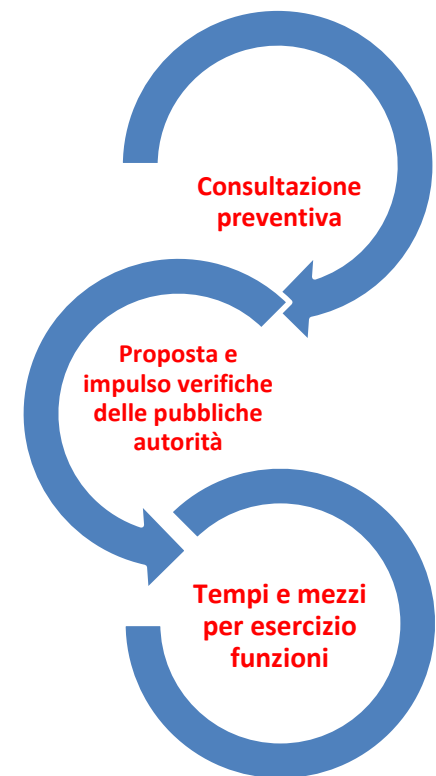 Consultazione
preventiva
Proposta e
impulso verifiche
delle pubbliche
autorità
Tempi e mezzi
per esercizio
funzioni